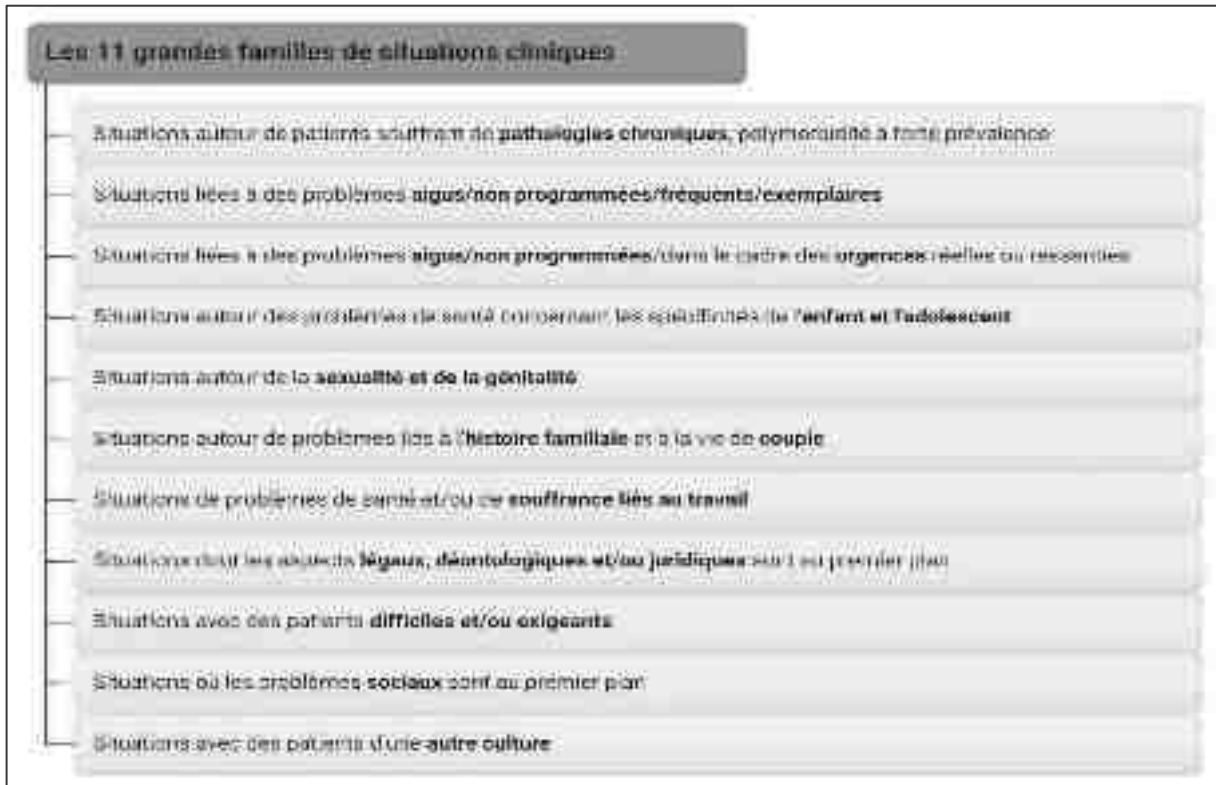 Les 11 grandes familles de situations cliniques
Situations autour de patients souffrant de pathologies chroniques, polymorbidité à forte prévalence
Situations liées à des problèmes aigus/non programmées/fréquents/exemplaires
Situations liées à des problèmes aigus/non programmées/dans le cadre des urgences réelles ou ressenties
Situations autour des problèmes de santé concernant les spécificités de l'enfant et l'adolescent
Situations autour de la sexualité et de la génitalité
Situations autour de problèmes liés à l'histoire familiale et à la vie de couple
Situations de problèmes de santé et/ou de souffrance liés au travail
Situations dont les aspects légaux, déontologiques et/ou juridiques sont au premier plan
Situations avec des patients difficiles et/ou exigeants
Situations où les problèmes sociaux sont au premier plan
Situations avec des patients d'une autre culture